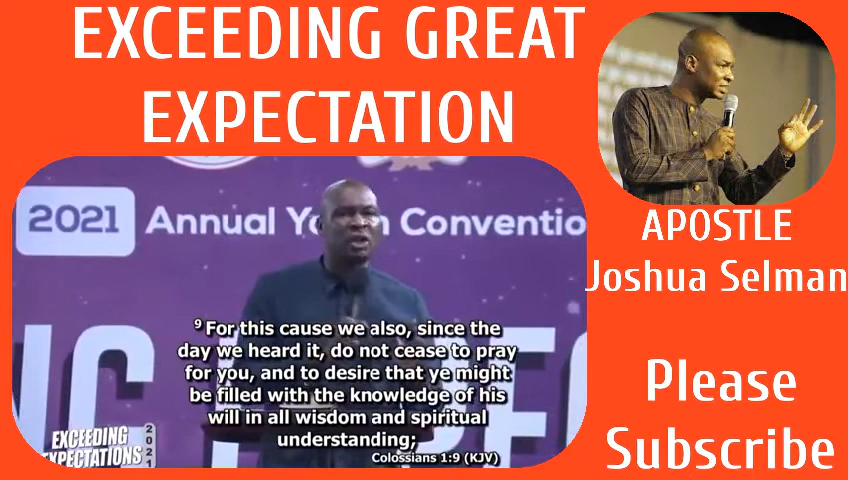 EXCEEDING GREAT
EXPECTATION
2021 Annual Yo h Conventio
9 For this cause we also, since the
day we heard it, do not cease to pray
for you, and to desire that ye might
be filled with the knowledge of his
will in all wisdom and spiritual
understanding;
Colossians 1:9 (KJV)
EXCEEDING
EXPECTATIONS
2021
APOSTLE
Joshua Selman
Please
Subscribe